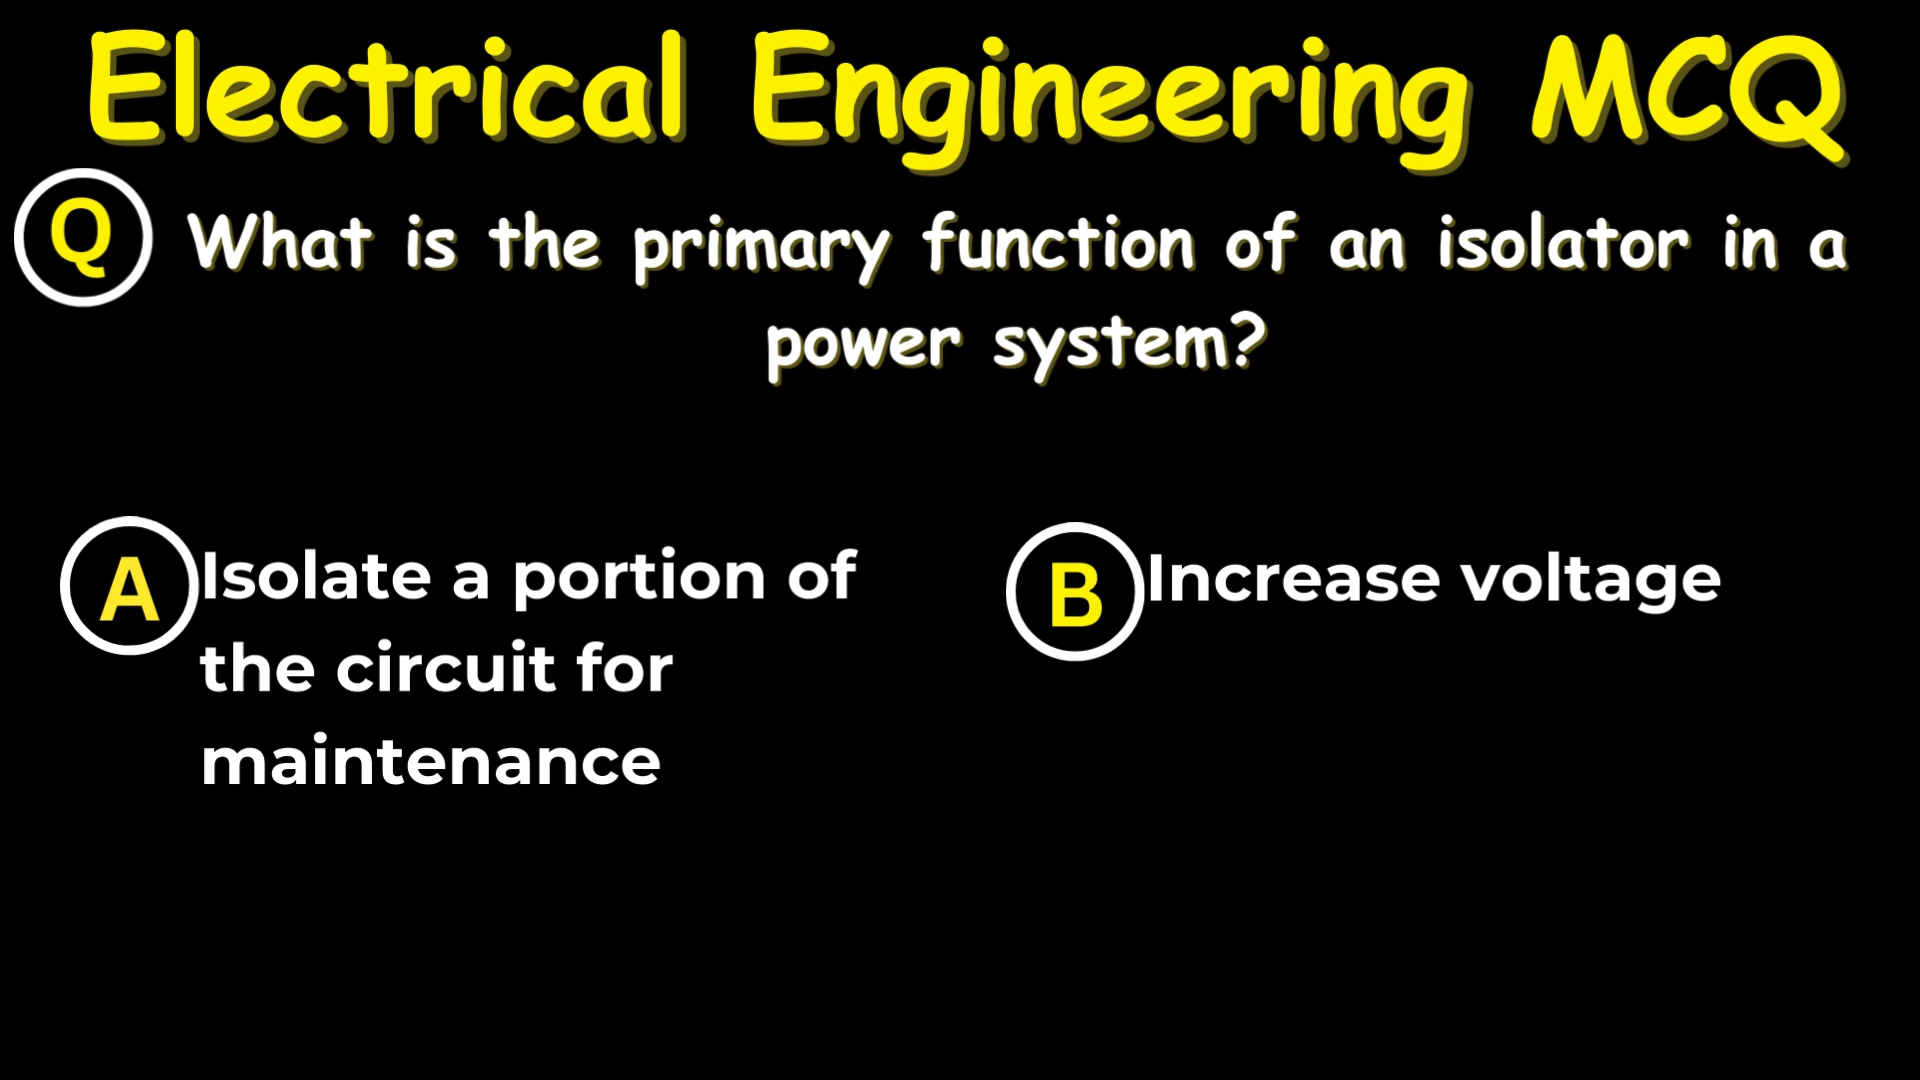 Electrical Engineering MCQ
Q What is the primary function of an isolator in a
power system?
A Isolate a portion of
the circuit for
maintenance
B Increase voltage